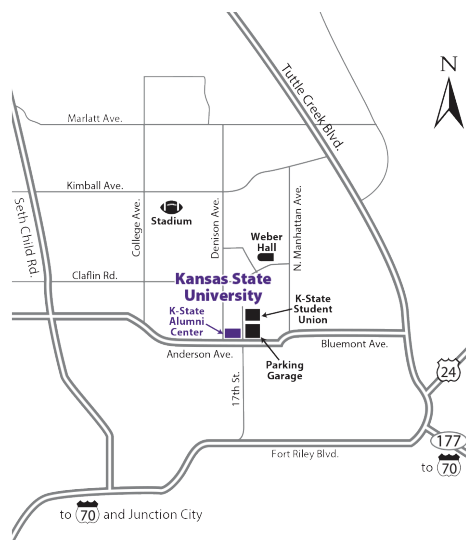 N
Tuttle Creek Blvd.
Marlatt Ave.
Kimball Ave.
Seth Child Rd.
College Ave.
Stadium
Denison Ave.
N. Manhattan Ave.
Weber
Hall
Claflin Rd.
Kansas State
University
K-State
Alumni
Center
K-State
Student
Union
Anderson Ave.
Bluemont Ave.
Parking
Garage
17th St.
24
177
to 70
Fort Riley Blvd.
to 70 and Junction City